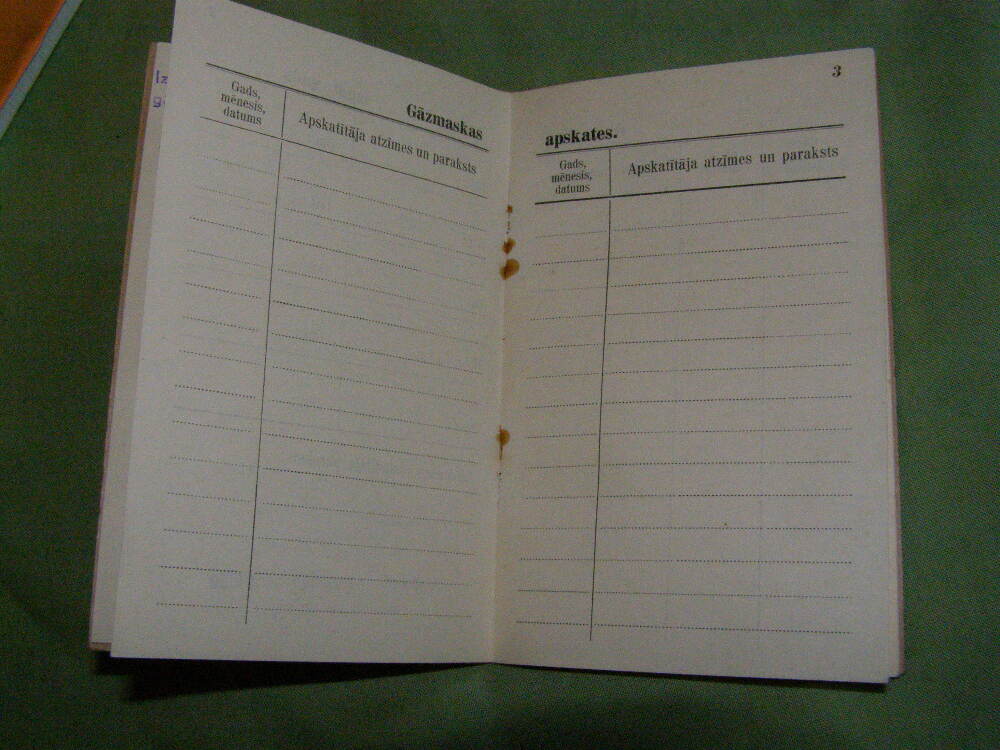 Gāzmaskas
Gads,
mēnesis,
datums
Apskatītāja atzīmes un paraksts
3
apskates.
Gads,
mēnesis,
datums
Apskatītāja atzīmes un paraksts